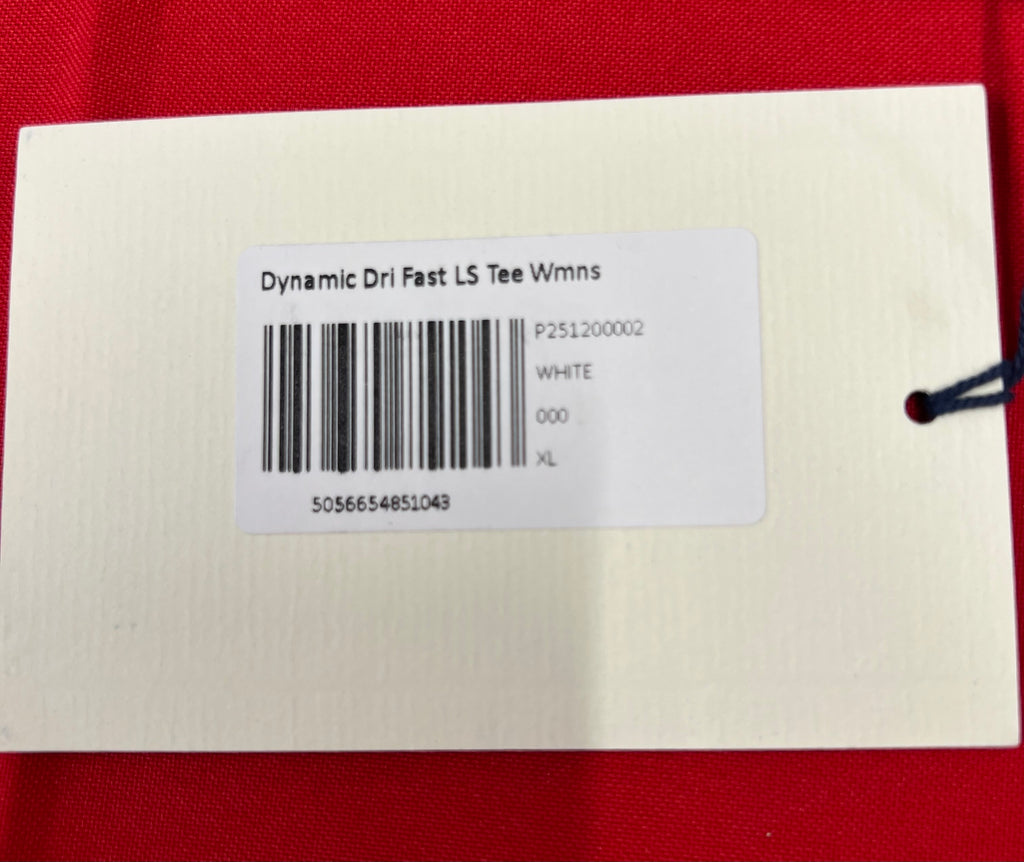 Dynamic Dri Fast LS Tee Wmns
P251200002
WHITE
000
XL
5056654851043